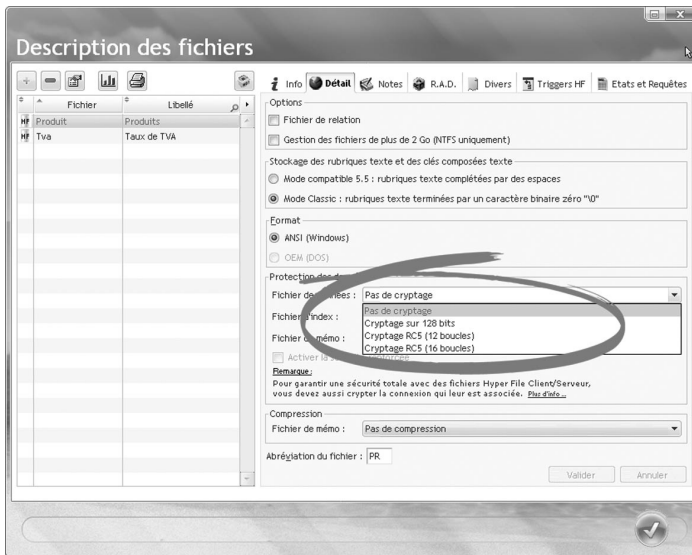 Description des fichiers
Info Détail Notes R.A.D. Divers Triggers HF Etats et Requêtes
Fichier Libellé
Produit Produits
Tva Taux de TVA
Options
Fichier de relation
Gestion des fichiers de plus de 2 Go (NTFS uniquement)
Stockage des rubriques texte et des clés composées texte
Mode compatible 5.5 : rubriques texte complétées par des espaces
Mode Classic : rubriques texte terminées par un caractère binaire zéro "\0"
Format
ANSI (Windows)
OEM (DOS)
Protection des
Fichier de données : Pas de cryptage
Pas de cryptage
Fichier d'index :
Cryptage sur 128 bits
Cryptage RC5 (12 boucles)
Fichier de mémo :
Cryptage RC5 (16 boucles)
Activer la
Remarque :
Pour garantir une sécurité totale avec des fichiers Hyper File Client/Serveur,
vous devez aussi crypter la connexion qui leur est associée. Plus d'info ...
Compression
Fichier de mémo : Pas de compression
Abréviation du fichier : PR
Valider Annuler